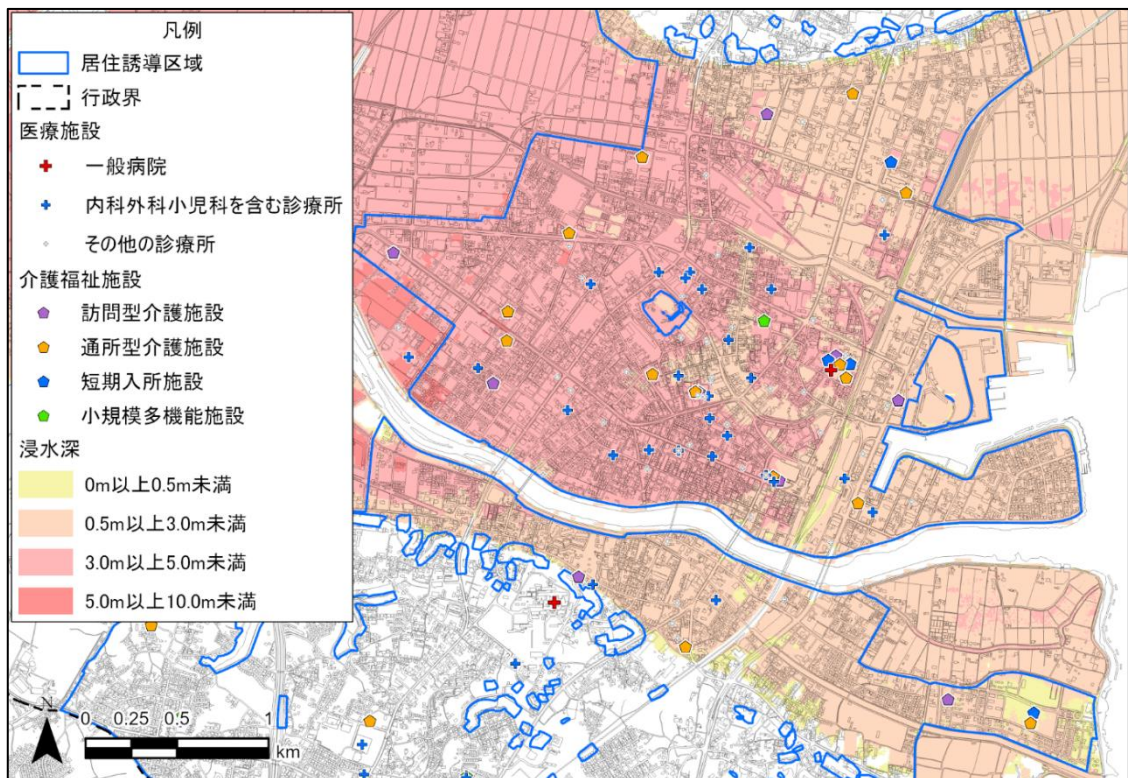 凡例
居住誘導区域
行政界
医療施設
一般病院
内科外科小児科を含む診療所
その他の診療所
介護福祉施設
訪問型介護施設
通所型介護施設
短期入所施設
小規模多機能施設
浸水深
0m以上0.5m未満
0.5m以上3.0m未満
3.0m以上5.0m未満
5.0m以上10.0m未満
N
0 0.25 0.5 1
km